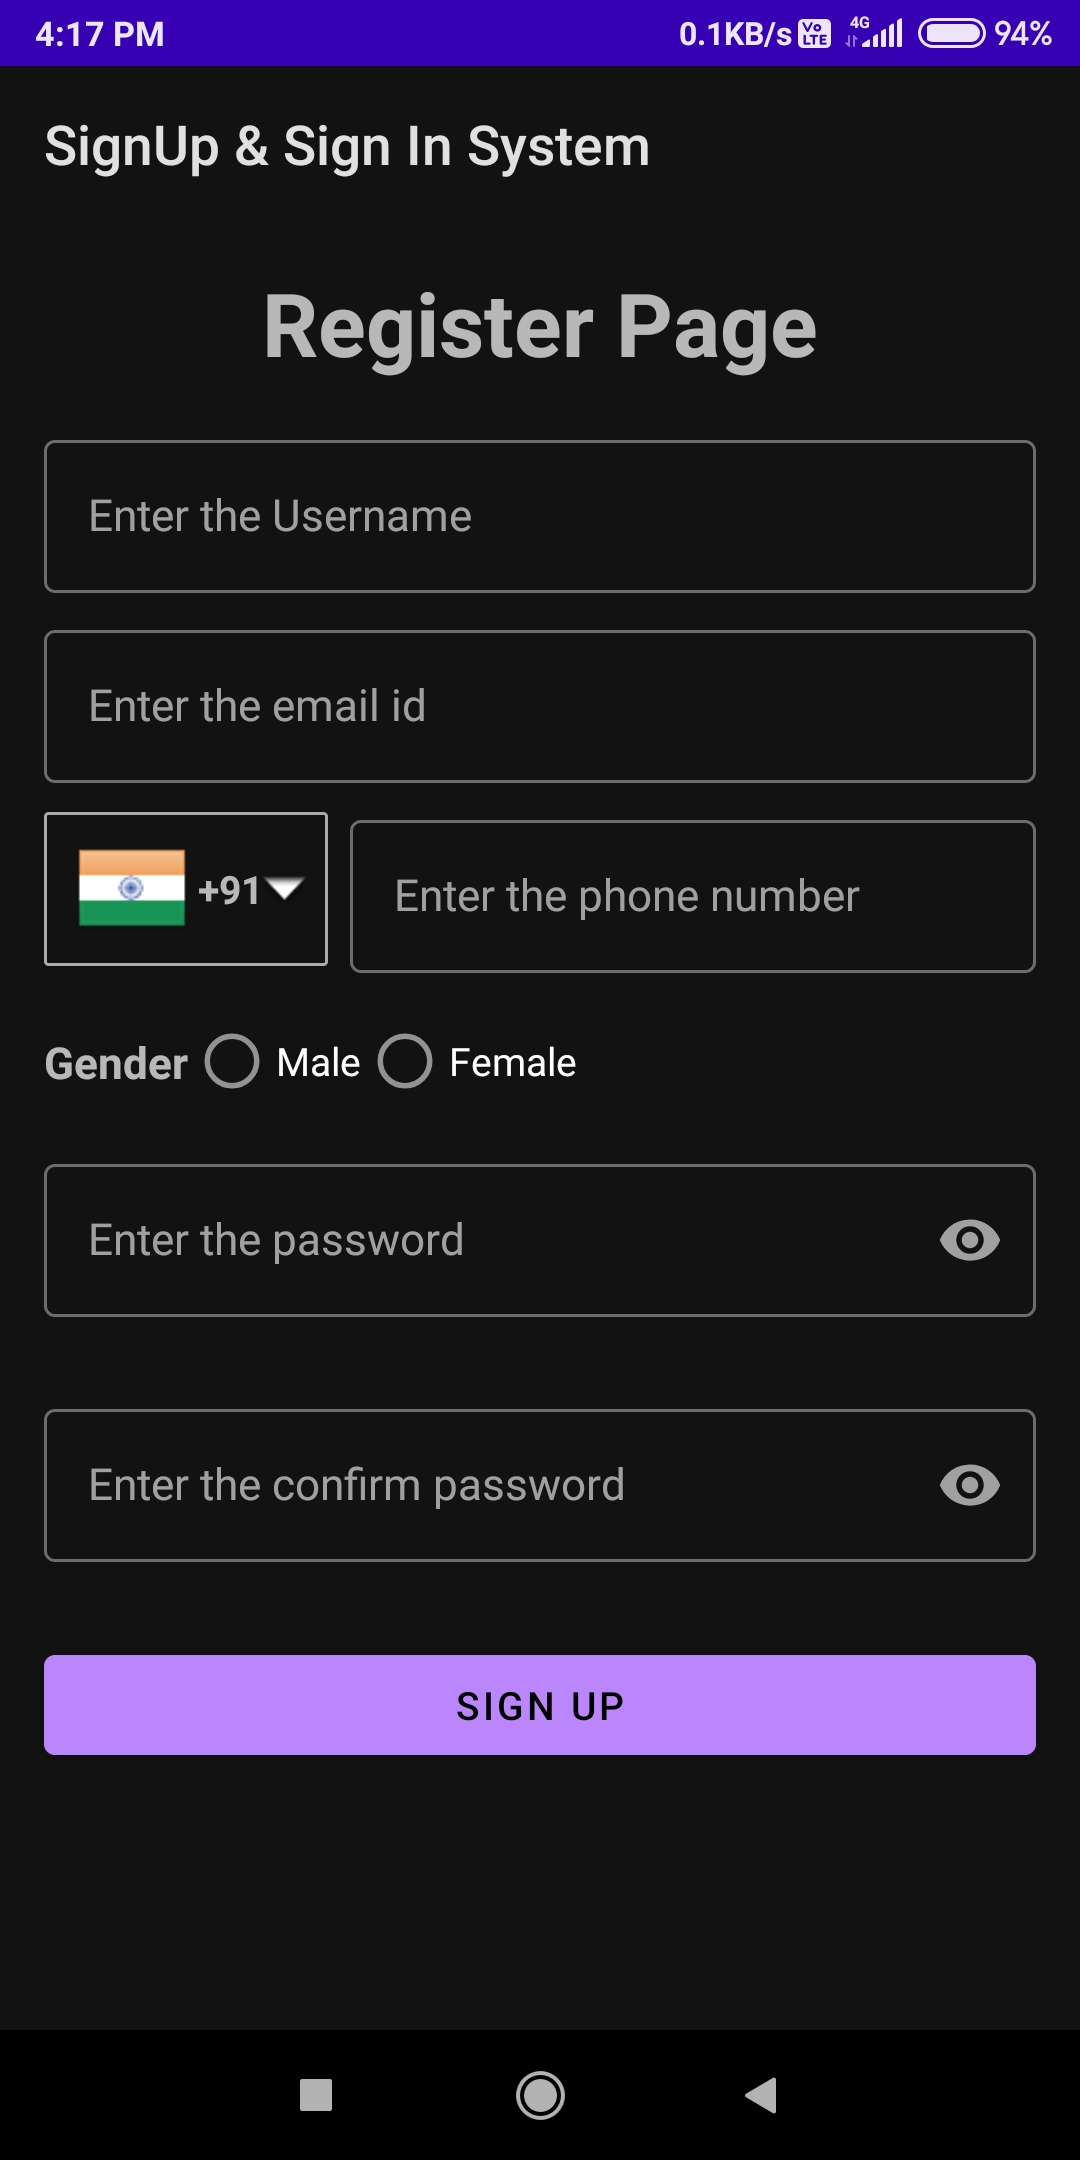 4:17 PM 0.1KB/s Vo LTE 4G 94%
SignUp & Sign In System
Register Page
Enter the Username
Enter the email id
+91 Enter the phone number
Gender Male Female
Enter the password
Enter the confirm password
SIGN UP